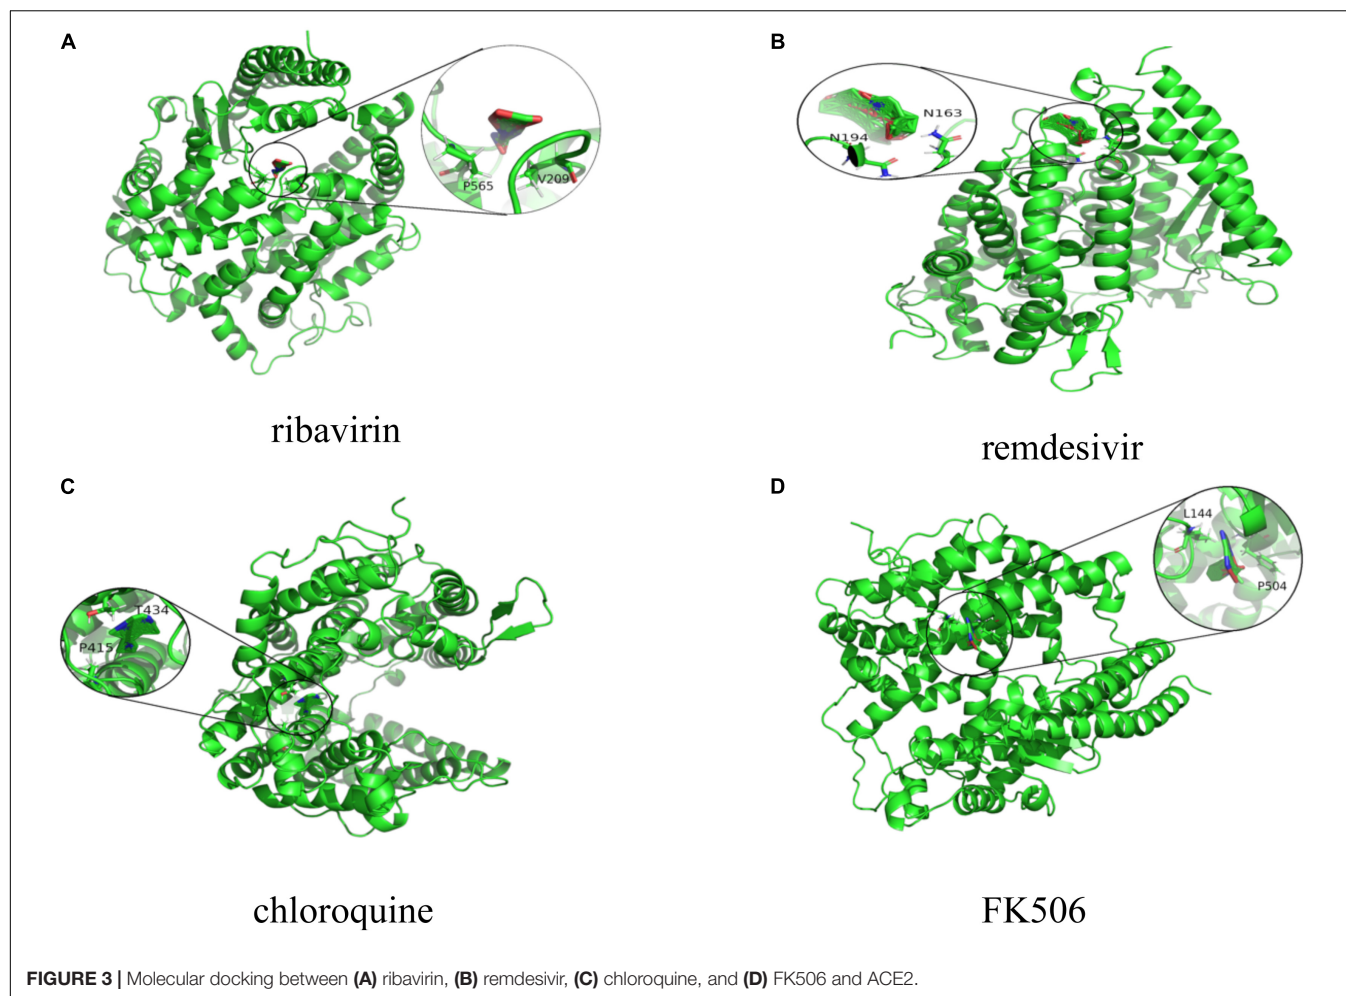 A
P565
V209
ribavirin
B
N163
N194
remdesivir
C
T434
P415
chloroquine
D
L144
P504
FK506
FIGURE 3 | Molecular docking between (A) ribavirin, (B) remdesivir, (C) chloroquine, and (D) FK506 and ACE2.